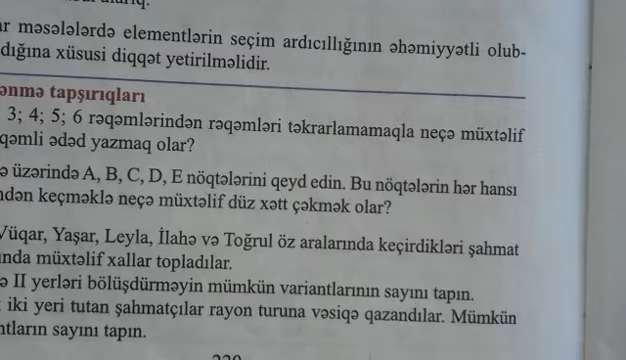 məsələlərdə elementlərin seçim ardıcıllığının əhəmiyyətli olub-
dığına xüsusi diqqət yetirilməlidir.
ənmə tapşırıqları
3; 4; 5; 6 rəqəmlərindən rəqəmləri təkrarlamamaqla neçə müxtəlif
qəmli ədəd yazmaq olar?
ə üzərində A, B, C, D, E nöqtələrini qeyd edin. Bu nöqtələrin hər hansı
ndən keçməklə neçə müxtəlif düz xətt çəkmək olar?
Vüqar, Yaşar, Leyla, İlahə və Toğrul öz aralarında keçirdikləri şahmat
nda müxtəlif xallar topladılar.
ə II yerləri bölüşdürməyin mümkün variantlarının sayını tapın.
iki yeri tutan şahmatçılar rayon turuna vəsiqə qazandılar. Mümkün
ntların sayını tapın.